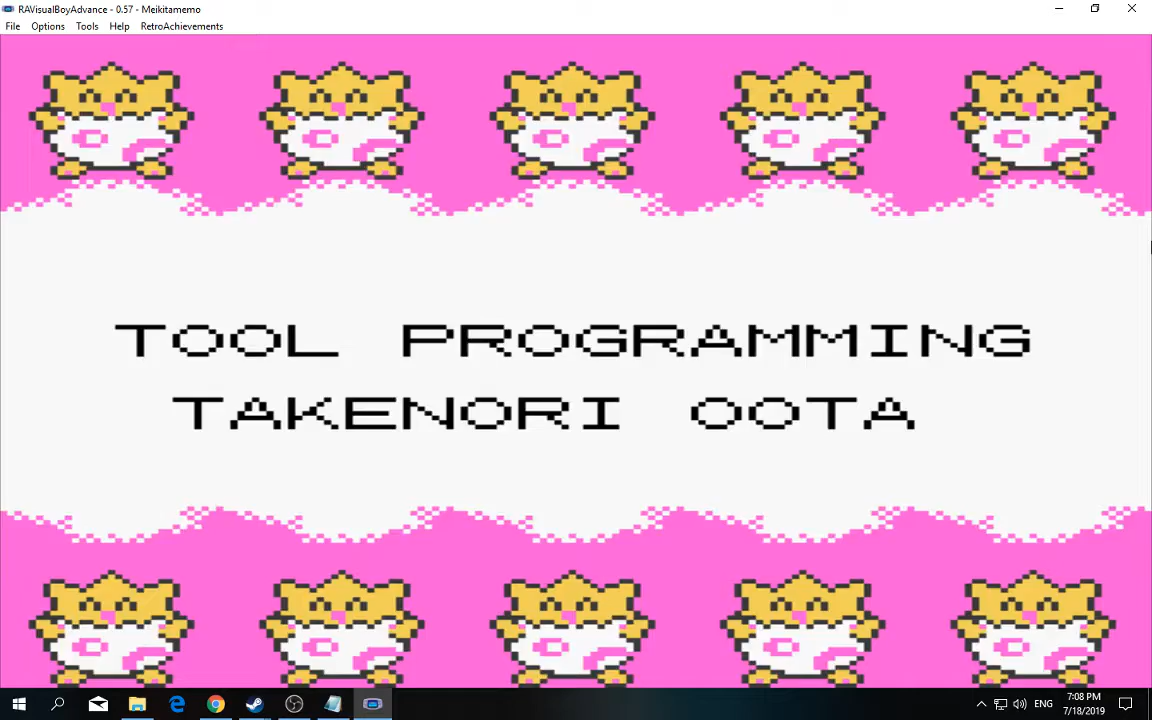 RAVisualBoyAdvance - 0.57 - Meikitamemo
File Options Tools Help RetroAchievements
TOOL PROGRAMMING
TAKENORI OOTA
ENG
7:08 PM
7/18/2019